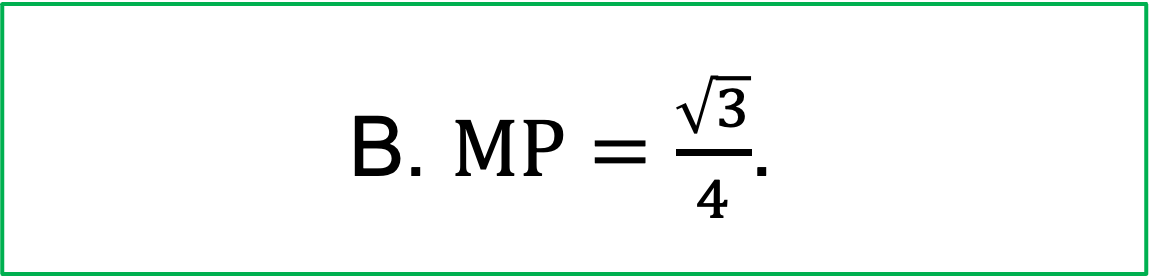 B. MP = √3/4.